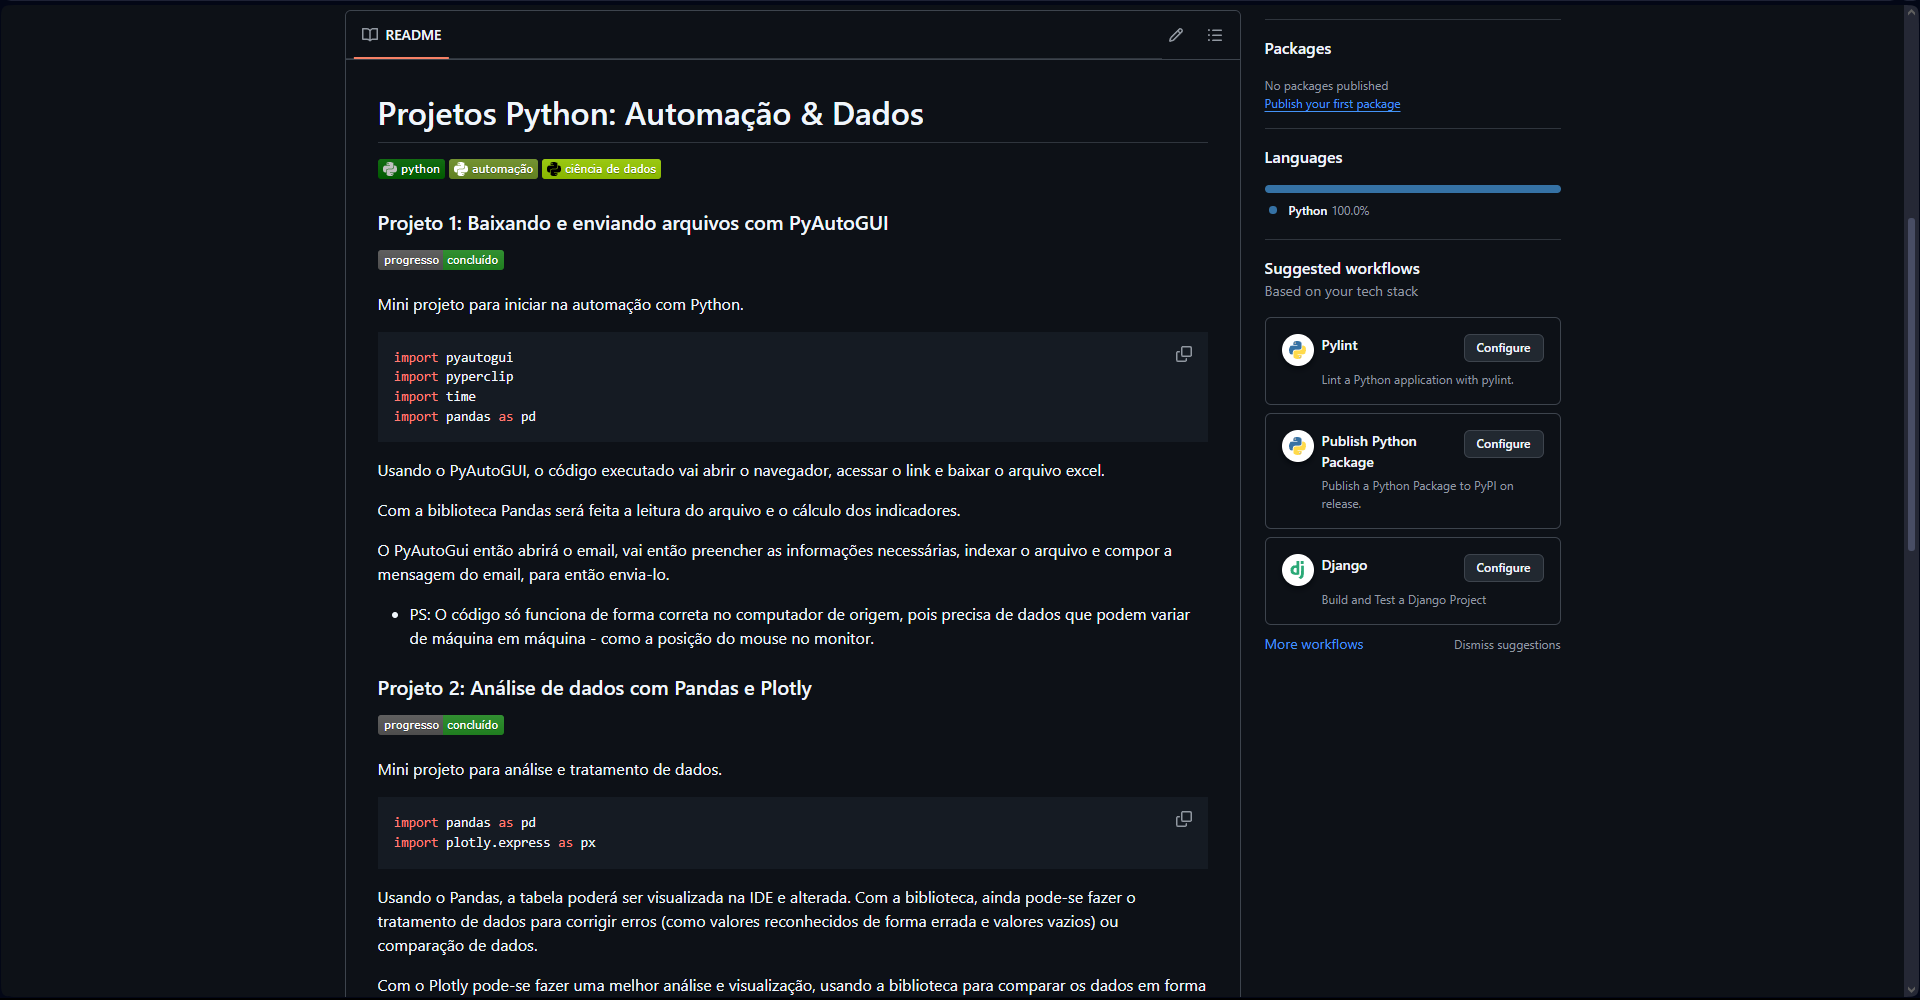 README
Projetos Python: Automação & Dados
python automação ciência de dados
Projeto 1: Baixando e enviando arquivos com PyAutoGUI
progresso concluído
Mini projeto para iniciar na automação com Python.
import pyautogui
import pyperclip
import time
import pandas as pd
Usando o PyAutoGUI, o código executado vai abrir o navegador, acessar o link e baixar o arquivo excel.
Com a biblioteca Pandas será feita a leitura do arquivo e o cálculo dos indicadores.
O PyAutoGui então abrirá o email, vai então preencher as informações necessárias, indexar o arquivo e compor a
mensagem do email, para então envia-lo.
• PS: O código só funciona de forma correta no computador de origem, pois precisa de dados que podem variar
de máquina em máquina - como a posição do mouse no monitor.
Projeto 2: Análise de dados com Pandas e Plotly
progresso concluído
Mini projeto para análise e tratamento de dados.
import pandas as pd
import plotly.express as px
Usando o Pandas, a tabela poderá ser visualizada na IDE e alterada. Com a biblioteca, ainda pode-se fazer o
tratamento de dados para corrigir erros (como valores reconhecidos de forma errada e valores vazios) ou
comparação de dados.
Com o Plotly pode-se fazer uma melhor análise e visualização, usando a biblioteca para comparar os dados em forma
Packages
No packages published
Publish your first package
Languages
Python 100.0%
Suggested workflows
Based on your tech stack
Pylint
Configure
Lint a Python application with pylint.
Publish Python
Package
Configure
Publish a Python Package to PyPI on
release.
dj
Django
Configure
Build and Test a Django Project
More workflows
Dismiss suggestions